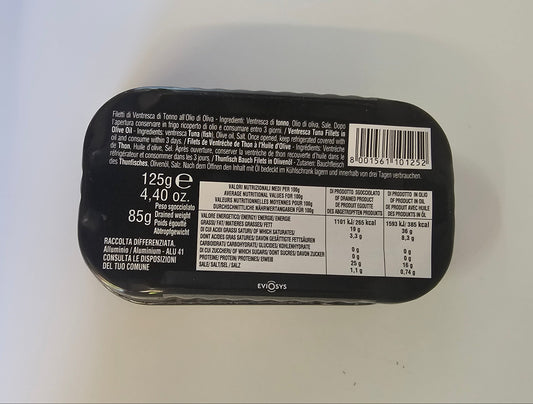 Filetti di Ventresca di Tonno all'Olio di Oliva - Ingredienti: Ventresca di tonno, Olio di oliva, Sale. Dopo
l'apertura conservare in frigo ricoperto di olio e consumare entro 3 giorni. / Ventresca Tuna Fillets in
Olive Oil - Ingredients: ventresca Tuna (fish), Olive oil, Salt. Once opened, keep refrigerated covered with
oil and consume within 3 days. / Filets de Ventrèche de Thon à l'Huile d'Olive - Ingrédients: Ventrèche
de Thon, Huile d'olive, Sel. Après ouverture, conserver la ventrèche de thon recouverte d'huile dans le
réfrigérateur et consommer dans les 3 jours. / Thunfisch Bauch Filets in Olivenöl - Zutaten: Bauchfleisch
des Thunfisches, Olivenöl, Salz. Nach dem Öffnen den Inhalt mit Öl bedeckt im Kühlschrank lagern und innerhalb von drei Tagen verbrauchen.
8 001561 101252
125g e
4,40 oz.
85g
Peso sgocciolato
Drained weight
Poids égoutté
Abtropfgewicht
RACCOLTA DIFFERENZIATA.
Alluminio / Aluminium - ALU 41
CONSULTA LE DISPOSIZIONI
DEL TUO COMUNE
VALORI NUTRIZIONALI MEDI PER 100g
AVERAGE NUTRITIONAL VALUES FOR 100g
VALEURS NUTRITIONNELLES MOYENNES POUR 100g
DURCHSCHNITTLICHE NÄHRWERTANGABEN FÜR 100g
DI PRODOTTO SGOCCIOLATO
OF DRAINED PRODUCT
DE PRODUIT ÉGOUTTÉ
DES ABGETROPFTEN PRODUKTS
DI PRODOTTO IN OLIO
OF PRODUCT IN OIL
DE PRODUIT AVEC HUILE
DES PRODUKTS IN ÖL
VALORE ENERGETICO/ ENERGY/ ENERGIE/ ENERGIE 1101 kJ/ 265 kcal 1593 kJ/ 385 kcal
GRASSI/ FAT/ MATIERES GRASSES/ FETT 19 g 36 g
DI CUI ACIDI GRASSI SATURI/ OF WHICH SATURATES/
DONT ACIDES GRAS SATURES/ DAVON GESÄTTIGTE FETTSÄUREN 3,3 g 8,3 g
CARBOIDRATI/ CARBOHYDRATE/ GLUCIDES/ KOHLENHYDRATE 0 g 0 g
DI CUI ZUCCHERI/ OF WHICH SUGARS/ DONT SUCRES/ DAVON ZUCKER 0 g 0 g
PROTEINE/ PROTEIN/ PROTEINES/ EIWEIß 25 g 16 g
SALE/ SALT/ SEL/ SALZ 1,1 g 0,74 g
EVIOSYS